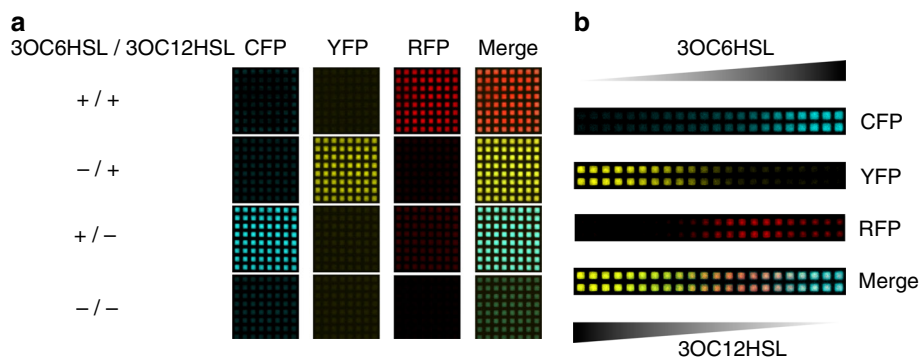 a
3OC6HSL / 3OC12HSL CFP YFP RFP Merge
+ / +
− / +
+ / −
− / −
b
3OC6HSL
CFP
YFP
RFP
Merge
3OC12HSL